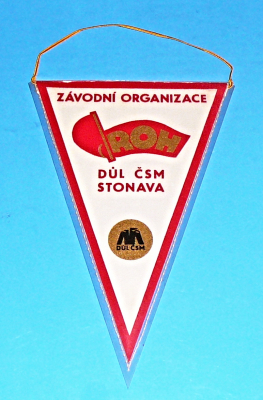 ZÁVODNÍ ORGANIZACE
ROH
DŮL ČSM
STONAVA
DŮL ČSM